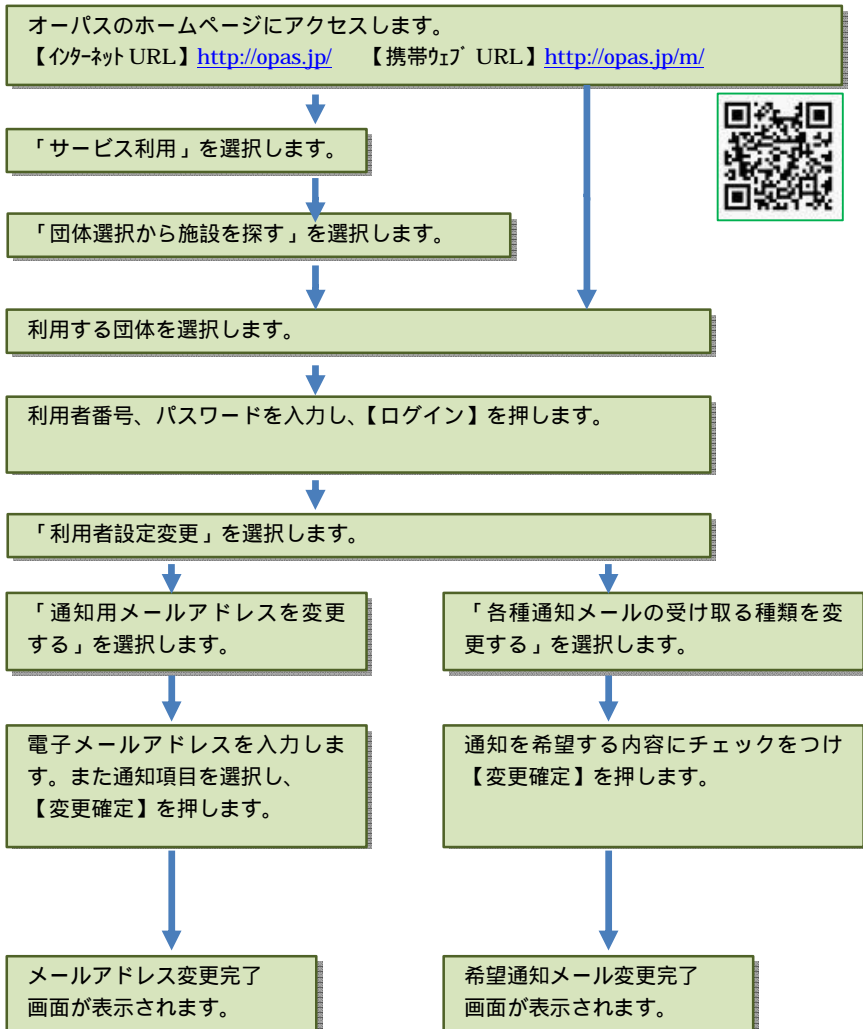 オーパスのホームページにアクセスします。
【ｲﾝﾀｰﾈｯﾄ URL】http://opas.jp/　【携帯ｳｪﾌﾞ URL】http://opas.jp/m/
「サービス利用」を選択します。
「団体選択から施設を探す」を選択します。
利用する団体を選択します。
利用者番号、パスワードを入力し、【ログイン】を押します。
「利用者設定変更」を選択します。
「通知用メールアドレスを変更
する」を選択します。
「各種通知メールの受け取る種類を変
更する」を選択します。
電子メールアドレスを入力しま
す。また通知項目を選択し、
【変更確定】を押します。
通知を希望する内容にチェックをつけ
【変更確定】を押します。
メールアドレス変更完了
画面が表示されます。
希望通知メール変更完了
画面が表示されます。